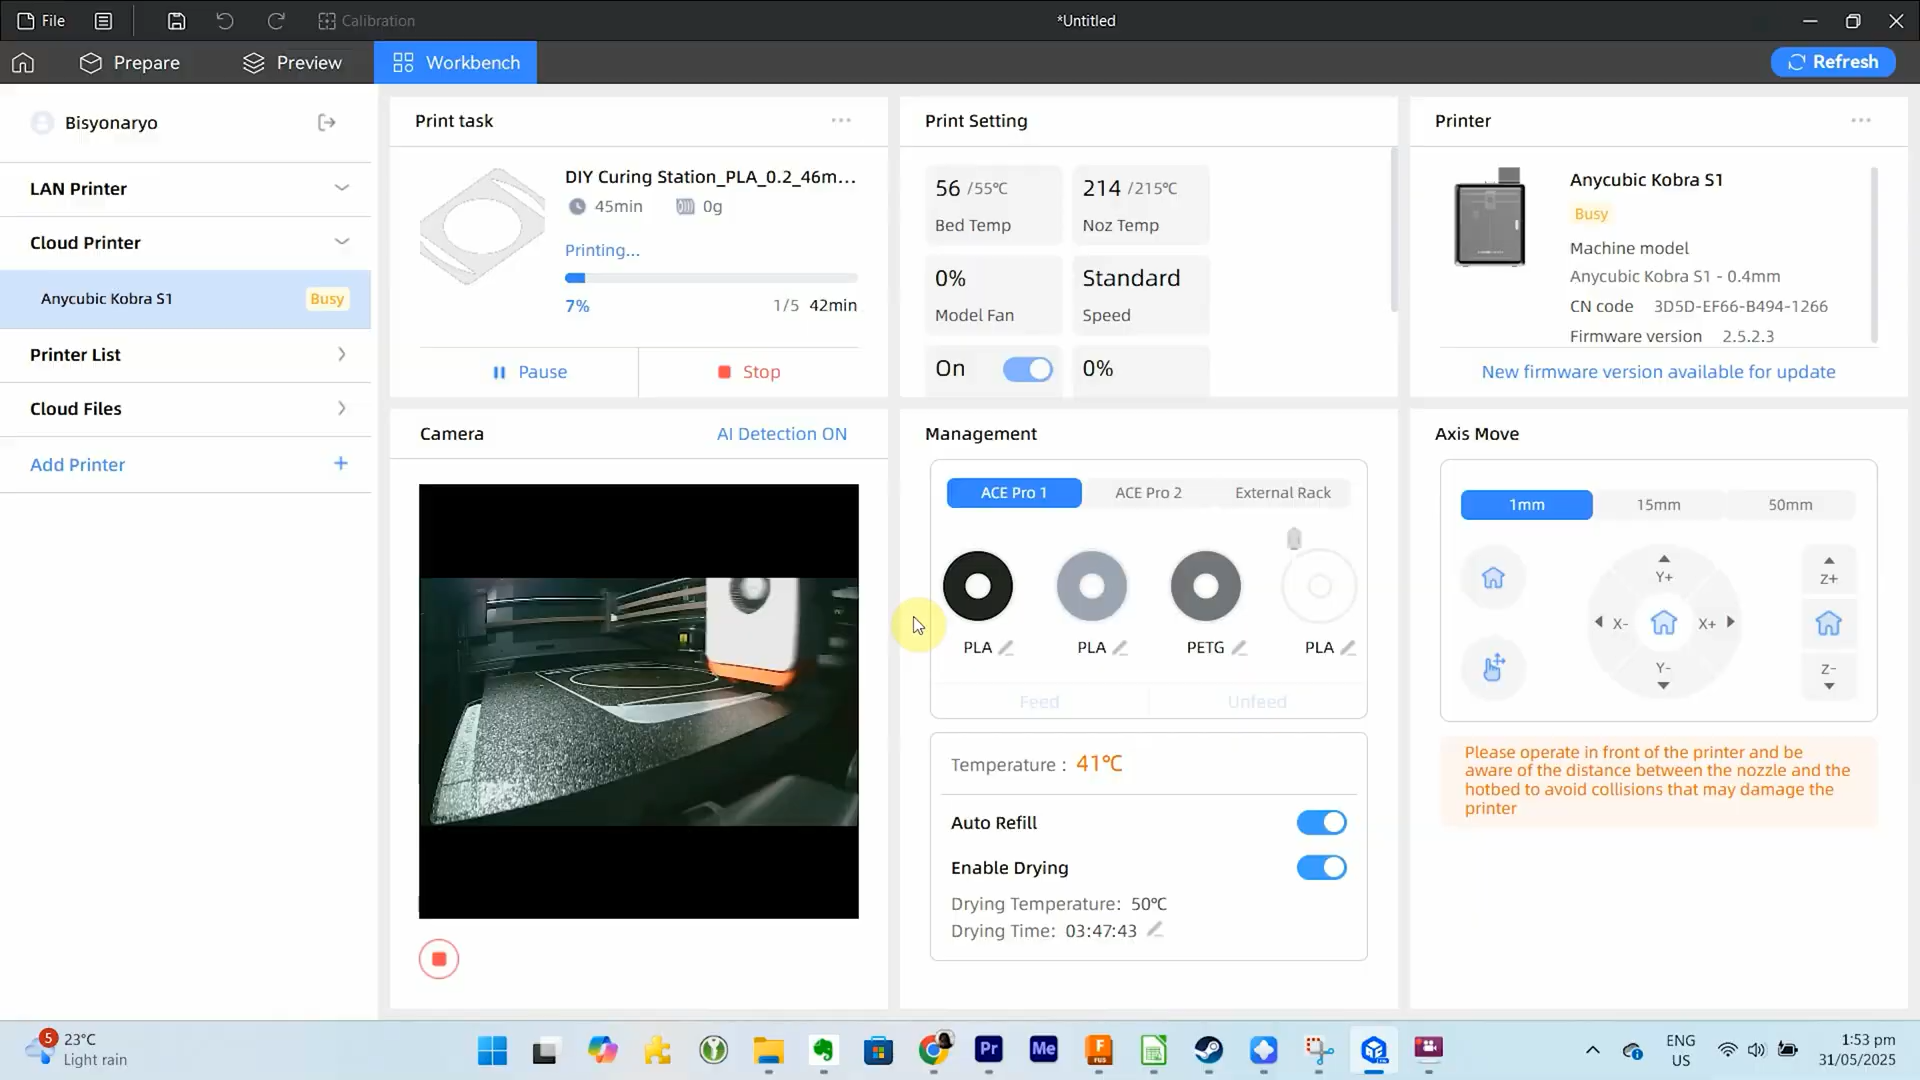 File
Calibration
*Untitled
Prepare
Preview
Workbench
Refresh
Bisyonaryo
LAN Printer
Cloud Printer
Anycubic Kobra S1
Busy
Printer List
Cloud Files
Add Printer
Print task
DIY Curing Station_PLA_0.2_46m...
45min
0g
Printing...
7%
1/5 42min
Pause
Stop
Print Setting
56 /55℃
Bed Temp
214 /215℃
Noz Temp
0%
Model Fan
Standard
Speed
On
0%
Printer
Anycubic Kobra S1
Busy
Machine model
Anycubic Kobra S1 - 0.4mm
CN code 3D5D-EF66-B494-1266
Firmware version 2.5.2.3
New firmware version available for update
Camera
AI Detection ON
Management
ACE Pro 1
ACE Pro 2
External Rack
PLA
PLA
PETG
PLA
Feed
Unfeed
Temperature : 41℃
Auto Refill
Enable Drying
Drying Temperature: 50℃
Drying Time: 03:47:43
Axis Move
1mm
15mm
50mm
Y+
X-
X+
Y-
Z+
Z-
Please operate in front of the printer and be
aware of the distance between the nozzle and the
hotbed to avoid collisions that may damage the
printer
5
23°C
Light rain
Pr
Me
F
FUS
ENG
US
1:53 pm
31/05/2025